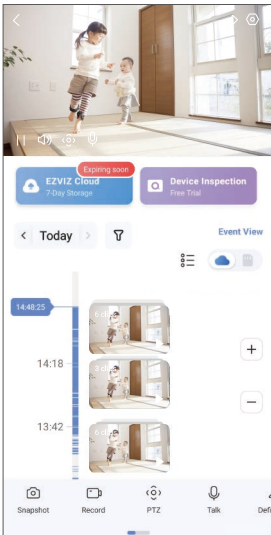 Expiring soon
EZVIZ Cloud
7-Day Storage
Device Inspection
Free Trial
Today
Event View
14:48:25
14:18
13:42
Snapshot
Record
PTZ
Talk